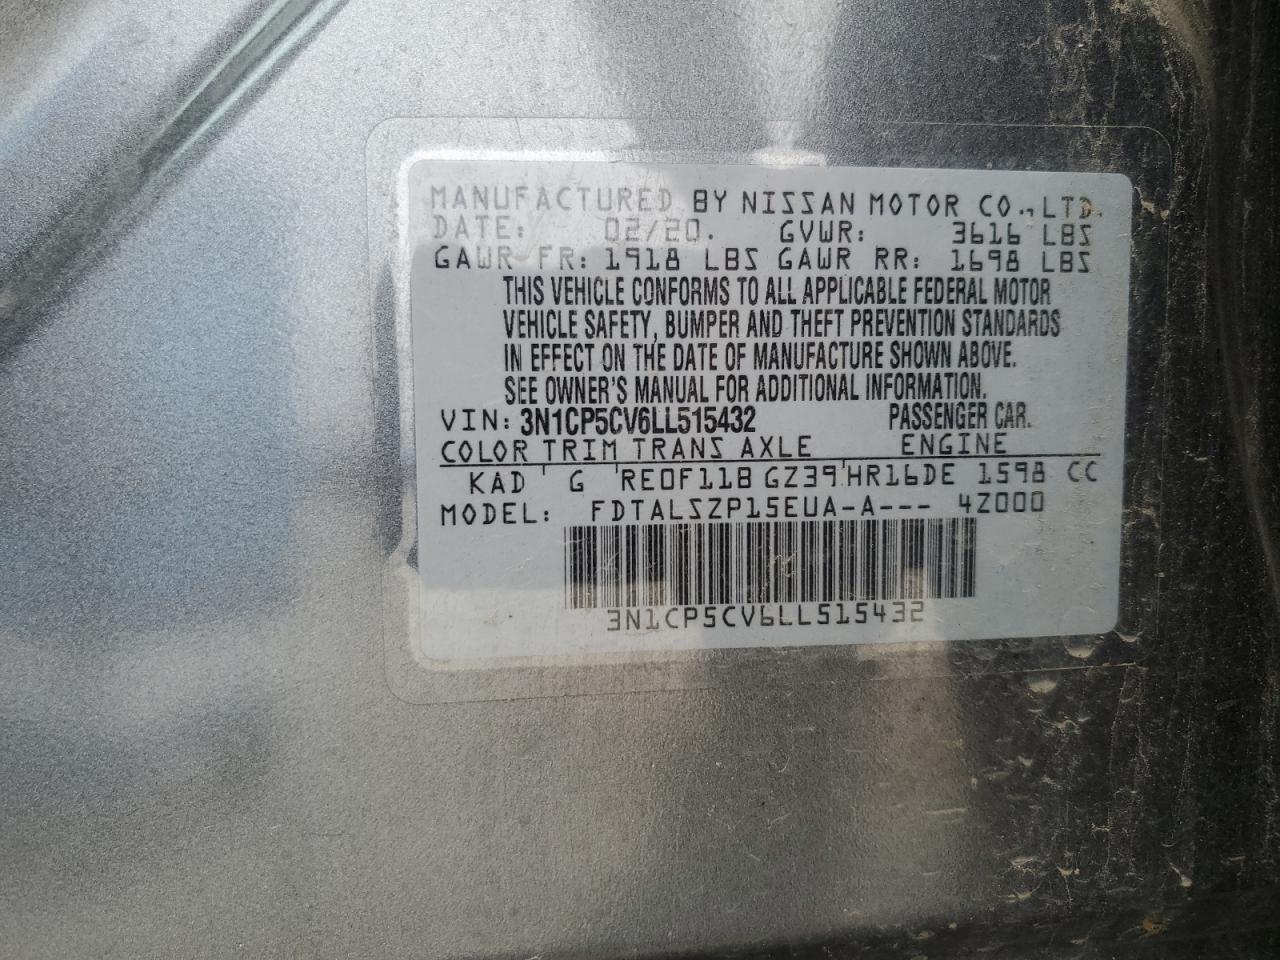 MANUFACTURED BY NISSAN MOTOR CO., LTD.
DATE: 02/20. GVWR: 3616 LBS
GAWR FR: 1918 LBS GAWR RR: 1698 LBS
THIS VEHICLE CONFORMS TO ALL APPLICABLE FEDERAL MOTOR
VEHICLE SAFETY, BUMPER AND THEFT PREVENTION STANDARDS
IN EFFECT ON THE DATE OF MANUFACTURE SHOWN ABOVE.
SEE OWNER'S MANUAL FOR ADDITIONAL INFORMATION.
VIN: 3N1CP5CV6LL515432 PASSENGER CAR.
COLOR TRIM TRANS AXLE ENGINE
KAD G RE0F11B GZ39 HR16DE 1598 CC
MODEL: FDTALSZP15EUA-A--- 4Z000
3N1CP5CV6LL515432